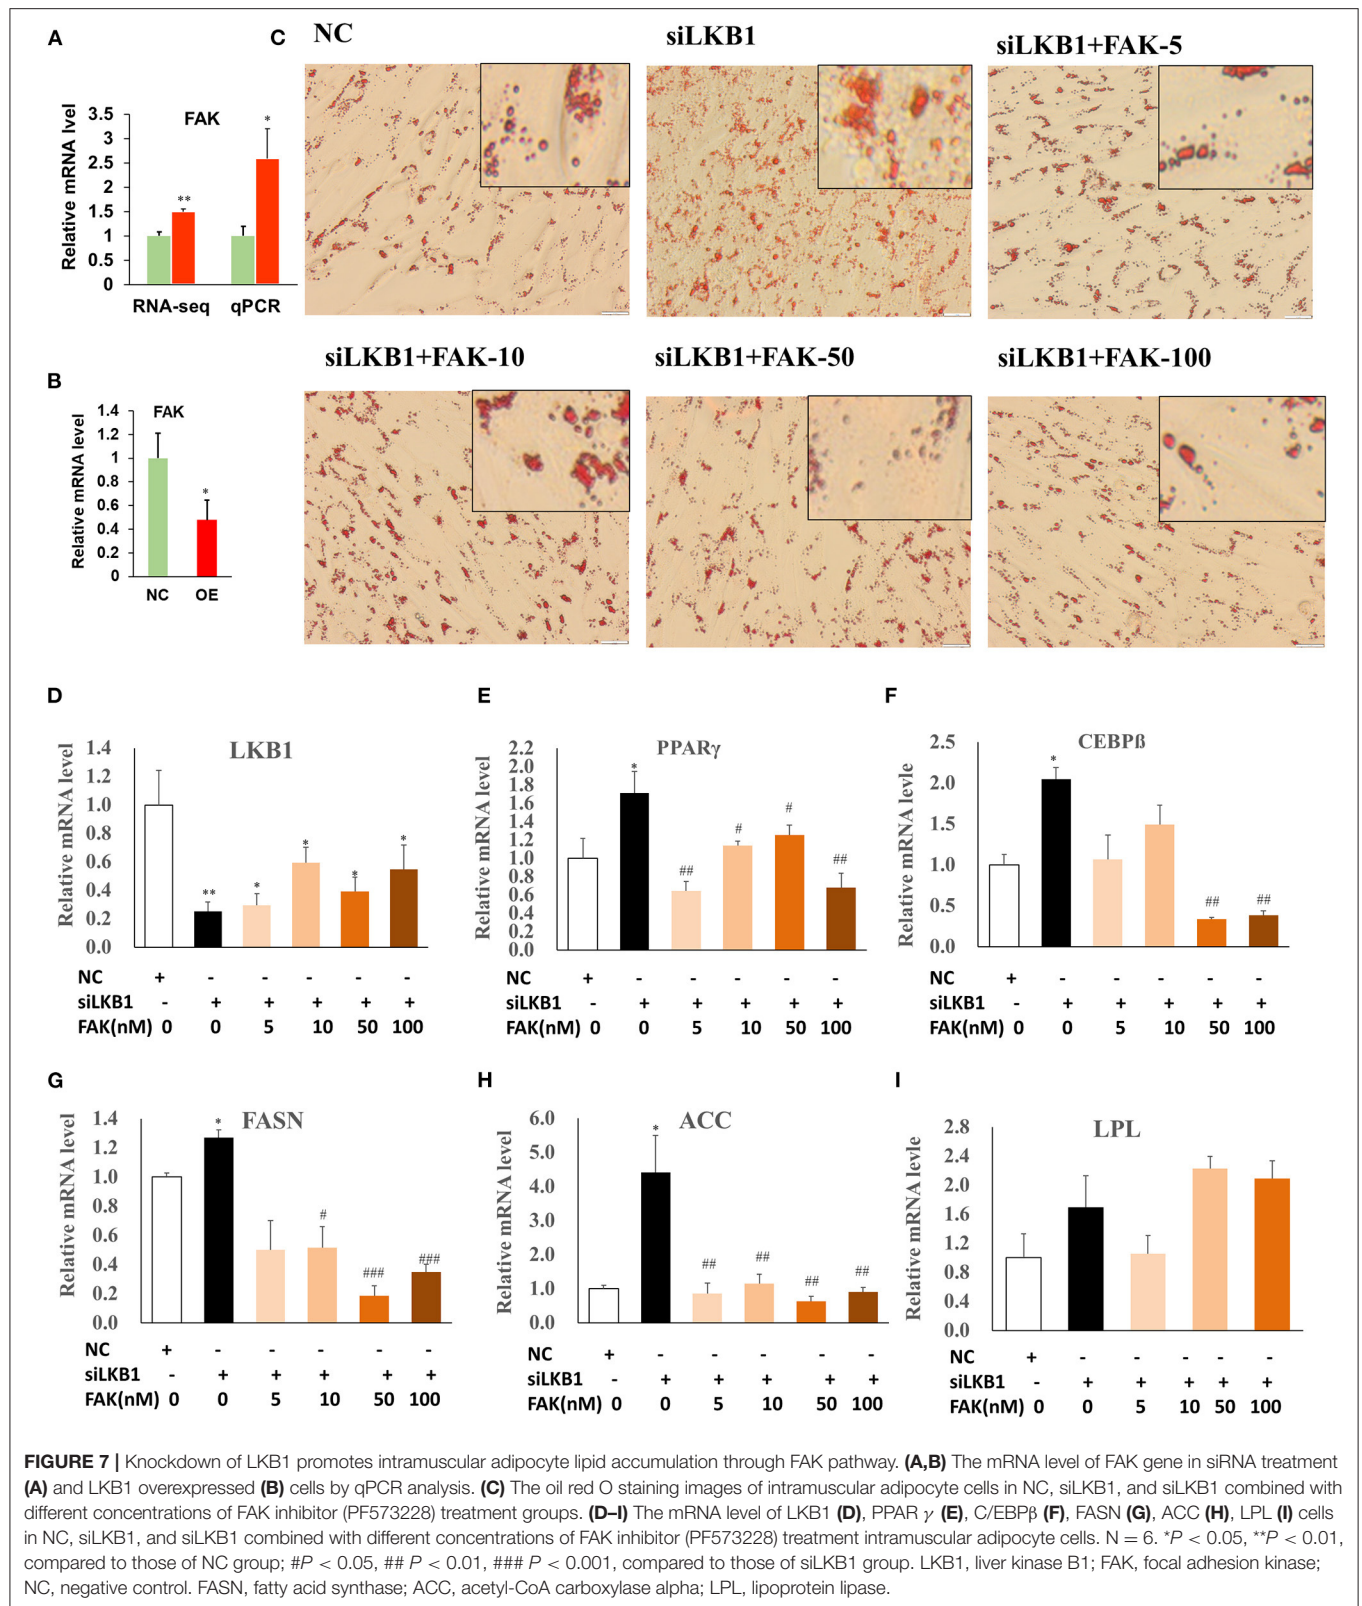 A
FAK
Relative mRNA lvel
3.5
3
2.5
2
1.5
1
0.5
0
**
*
RNA-seq qPCR
B
FAK
Relative mRNA level
1.4
1.2
1
0.8
0.6
0.4
0.2
0
*
NC OE
C
NC siLKB1 siLKB1+FAK-5
siLKB1+FAK-10 siLKB1+FAK-50 siLKB1+FAK-100
D
LKB1
Relative mRNA level
1.4
1.2
1.0
0.8
0.6
0.4
0.2
0.0
** * * * *
NC + - - - - -
siLKB1 - + + + + +
FAK(nM) 0 0 5 10 50 100
E
PPARγ
Relative mRNA level
2.2
2.0
1.8
1.6
1.4
1.2
1.0
0.8
0.6
0.4
0.2
0.0
* ## # # ##
NC + - - - - -
siLKB1 - + + + + +
FAK(nM) 0 0 5 10 50 100
F
CEBPß
Relative mRNA levle
2.5
2.0
1.5
1.0
0.5
0.0
* ## ##
NC + - - - - -
siLKB1 - + + + + +
FAK(nM) 0 0 5 10 50 100
G
FASN
Relative mRNA level
1.4
1.2
1.0
0.8
0.6
0.4
0.2
0.0
* # ### ###
NC + - - - - -
siLKB1 - + + + + +
FAK(nM) 0 0 5 10 50 100
H
ACC
Relative mRNA level
6.0
5.0
4.0
3.0
2.0
1.0
0.0
* ## ## ## ##
NC + - - - - -
siLKB1 - + + + + +
FAK(nM) 0 0 5 10 50 100
I
LPL
Relative mRNA levle
2.8
2.4
2.0
1.6
1.2
0.8
0.4
0.0
NC + - - - - -
siLKB1 - + + + + +
FAK(nM) 0 0 5 10 50 100
FIGURE 7 | Knockdown of LKB1 promotes intramuscular adipocyte lipid accumulation through FAK pathway. (A,B) The mRNA level of FAK gene in siRNA treatment
(A) and LKB1 overexpressed (B) cells by qPCR analysis. (C) The oil red O staining images of intramuscular adipocyte cells in NC, siLKB1, and siLKB1 combined with
different concentrations of FAK inhibitor (PF573228) treatment groups. (D–I) The mRNA level of LKB1 (D), PPAR γ (E), C/EBPβ (F), FASN (G), ACC (H), LPL (I) cells
in NC, siLKB1, and siLKB1 combined with different concentrations of FAK inhibitor (PF573228) treatment intramuscular adipocyte cells. N = 6. *P < 0.05, **P < 0.01,
compared to those of NC group; #P < 0.05, ## P < 0.01, ### P < 0.001, compared to those of siLKB1 group. LKB1, liver kinase B1; FAK, focal adhesion kinase;
NC, negative control. FASN, fatty acid synthase; ACC, acetyl-CoA carboxylase alpha; LPL, lipoprotein lipase.